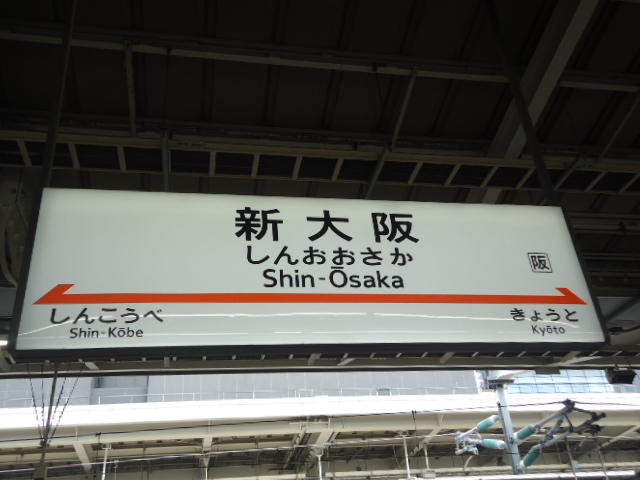 新大阪
しんおおさか
Shin-Ōsaka
阪
しんこうべ
Shin-Kōbe
きょうと
Kyōto